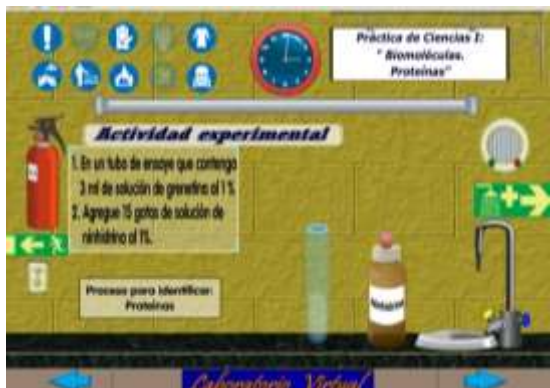 Práctica de Ciencias I:
" Biomoléculas.
Proteínas"
Actividad experimental
1. En un tubo de ensaye que contenga
3 ml de solución de grenetina al 1 %
2. Agregue 15 gotas de solución de
ninhidrina al 1%.
Proceso para identificar:
Proteínas
Laboratorio Virtual